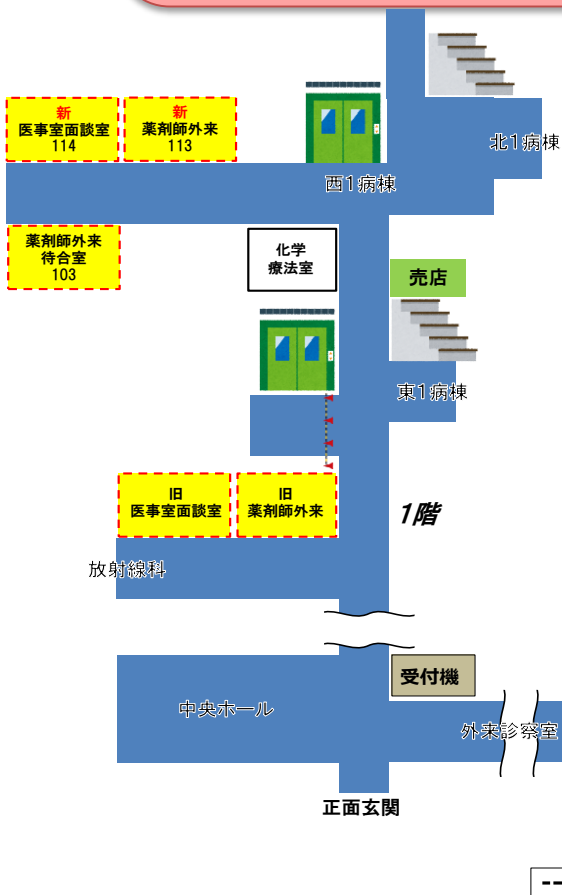 新
医事室面談室
114
新
薬剤師外来
113
北1病棟
西1病棟
薬剤師外来
待合室
103
化学
療法室
売店
東1病棟
旧
医事室面談室
旧
薬剤師外来
1階
放射線科
受付機
中央ホール
外来診察室
正面玄関